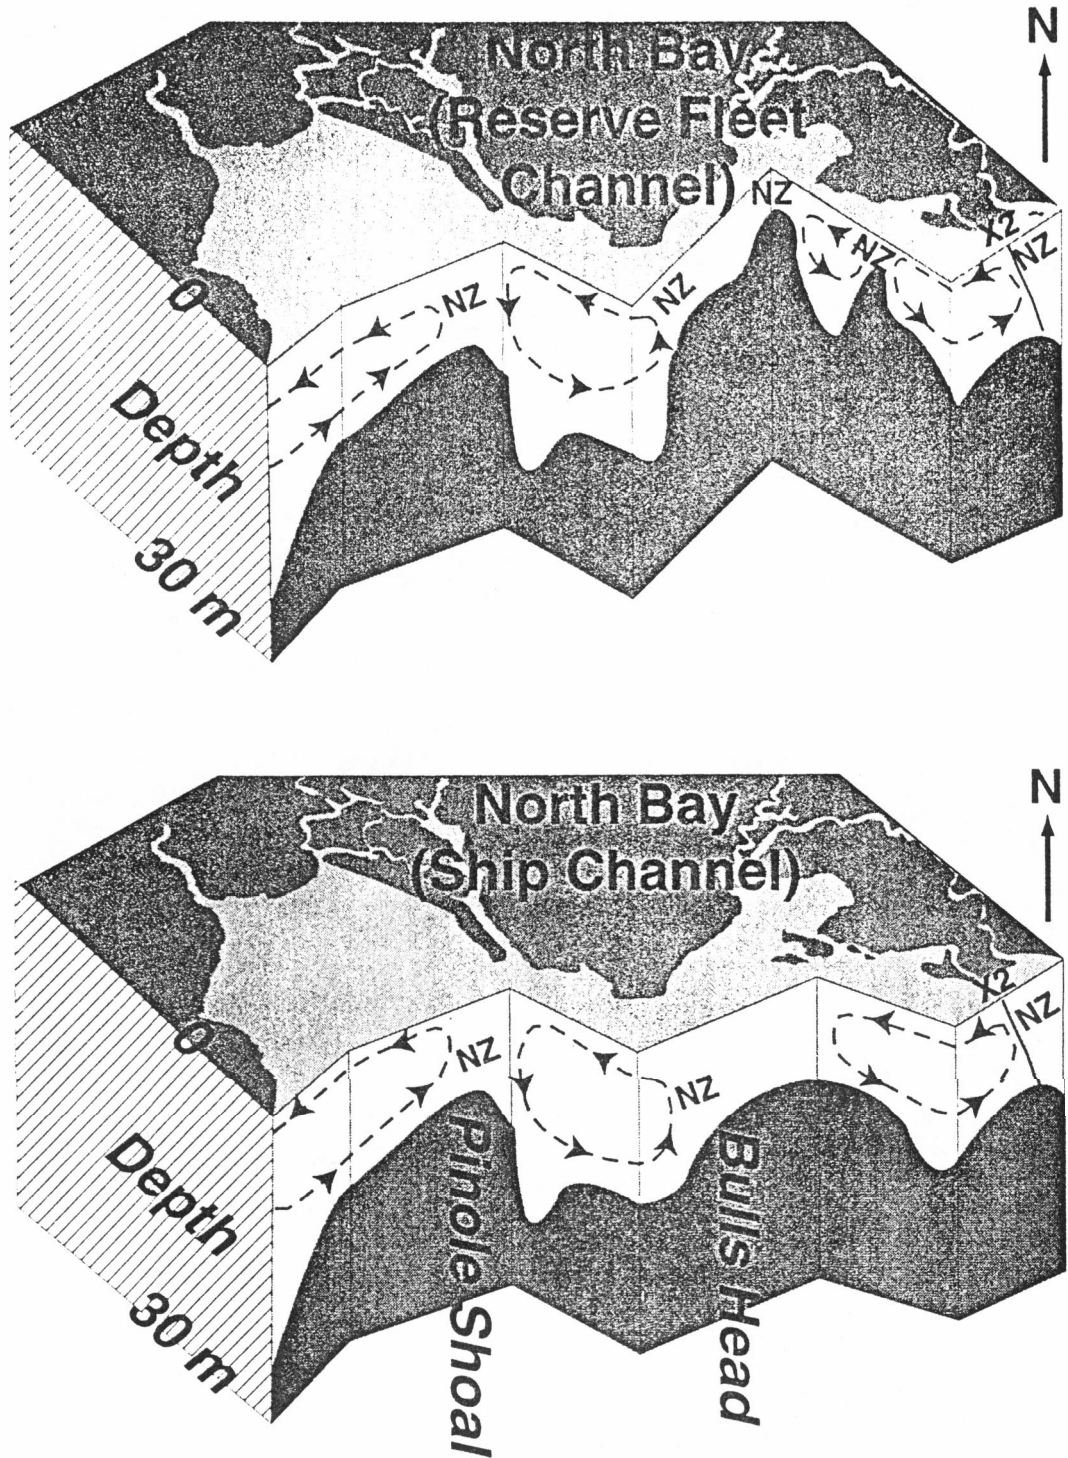 North Bay
(Reserve Fleet
Channel)
N
NZ
X2
NZ
NZ
NZ
NZ
0
Depth
30 m
North Bay
(Ship Channel)
N
X2
NZ
NZ
NZ
0
Depth
30 m
Pinole Shoal
Bulls Head